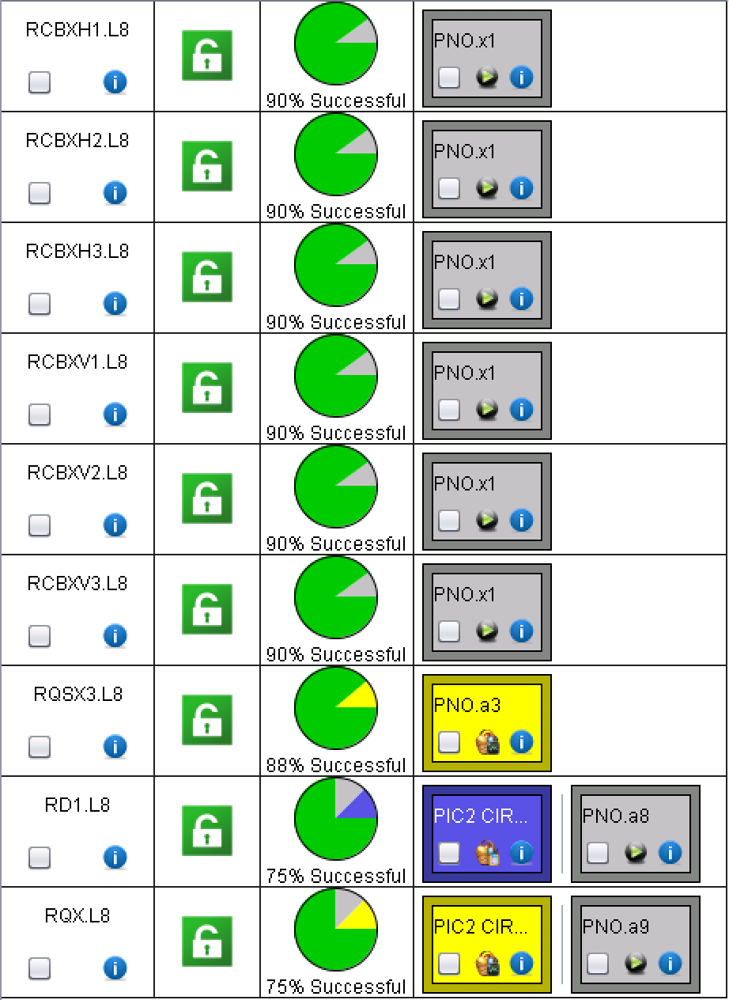 RCBXH1.L8
90% Successful
PNO.x1
RCBXH2.L8
90% Successful
PNO.x1
RCBXH3.L8
90% Successful
PNO.x1
RCBXV1.L8
90% Successful
PNO.x1
RCBXV2.L8
90% Successful
PNO.x1
RCBXV3.L8
90% Successful
PNO.x1
RQSX3.L8
88% Successful
PNO.a3
RD1.L8
75% Successful
PIC2 CIR...
PNO.a8
RQX.L8
75% Successful
PIC2 CIR...
PNO.a9